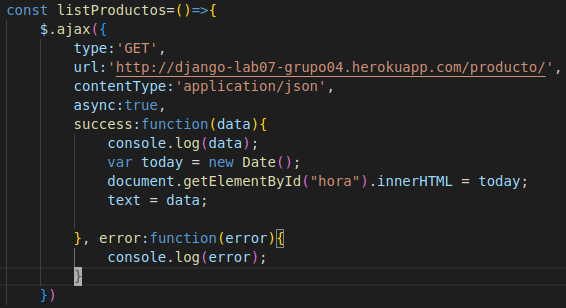 const listProductos=()=>{
    $.ajax({
        type:'GET',
        url:'http://django-lab07-grupo04.herokuapp.com/producto/',
        contentType:'application/json',
        async:true,
        success:function(data){
            console.log(data);
            var today = new Date();
            document.getElementById("hora").innerHTML = today;
            text = data;

        }, error:function(error){
            console.log(error);
        }
    })